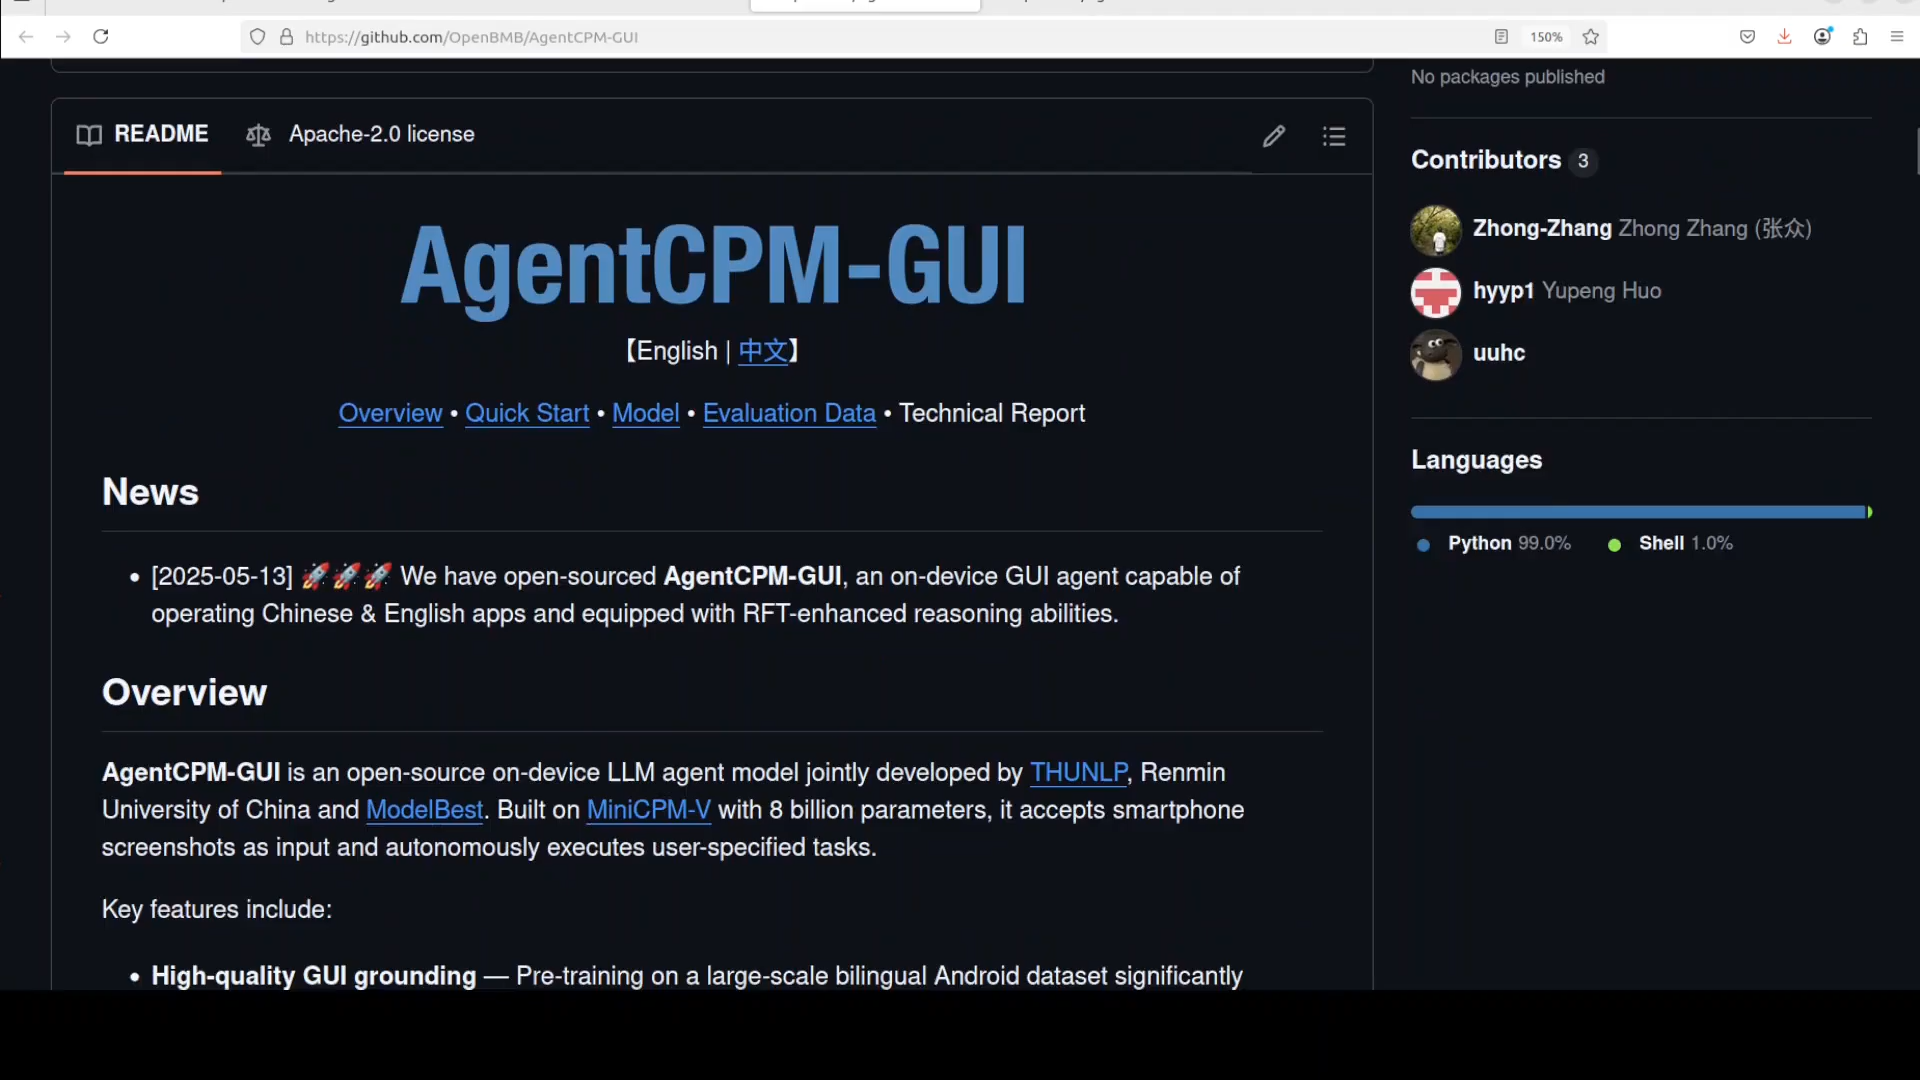 https://github.com/OpenBMB/AgentCPM-GUI
150%
No packages published
README
Apache-2.0 license
Contributors 3
AgentCPM-GUI
Zhong-Zhang Zhong Zhang (张众)
hyyp1 Yupeng Huo
【English | 中文】
uuhc
Overview • Quick Start • Model • Evaluation Data • Technical Report
Languages
News
Python 99.0%
Shell 1.0%
• [2025-05-13] 🚀🚀🚀 We have open-sourced AgentCPM-GUI, an on-device GUI agent capable of
operating Chinese & English apps and equipped with RFT-enhanced reasoning abilities.
Overview
AgentCPM-GUI is an open-source on-device LLM agent model jointly developed by THUNLP, Renmin
University of China and ModelBest. Built on MiniCPM-V with 8 billion parameters, it accepts smartphone
screenshots as input and autonomously executes user-specified tasks.
Key features include:
• High-quality GUI grounding — Pre-training on a large-scale bilingual Android dataset significantly